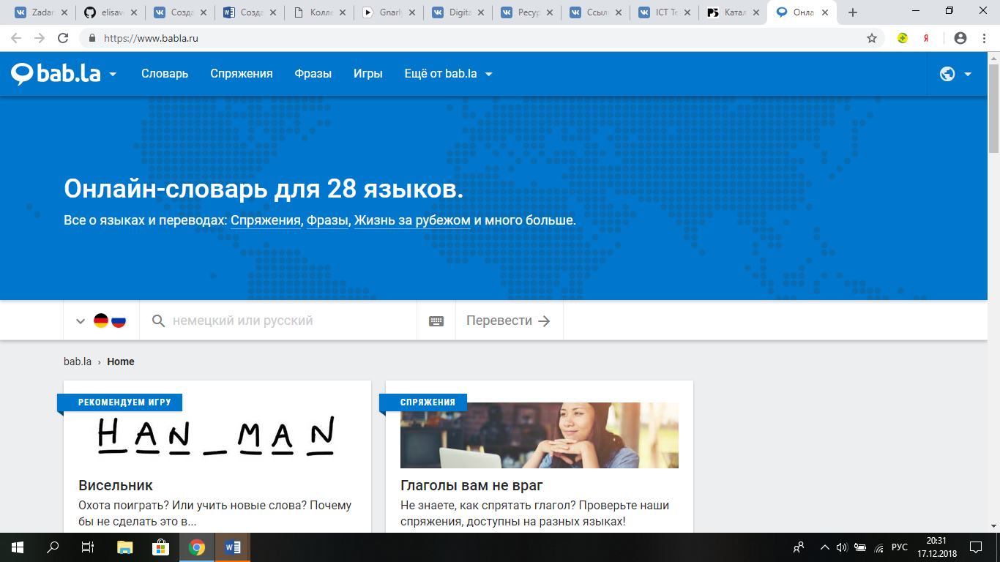 Zadan
elisav
Созда
Созда
Колле
Gnarly
Digita
Ресур
Ссыл
ICT Te
P5 Катал
Онла
https://www.babla.ru
Я
bab.la Словарь Спряжения Фразы Игры Ещё от bab.la
Онлайн-словарь для 28 языков.
Все о языках и переводах: Спряжения, Фразы, Жизнь за рубежом и много больше.
немецкий или русский Перевести
bab.la › Home
РЕКОМЕНДУЕМ ИГРУ
HAN_MAN
Висельник
Охота поиграть? Или учить новые слова? Почему
бы не сделать это в...
СПРЯЖЕНИЯ
Глаголы вам не враг
Не знаете, как спрятать глагол? Проверьте наши
спряжения, доступны на разных языках!
РУС
20:31
17.12.2018